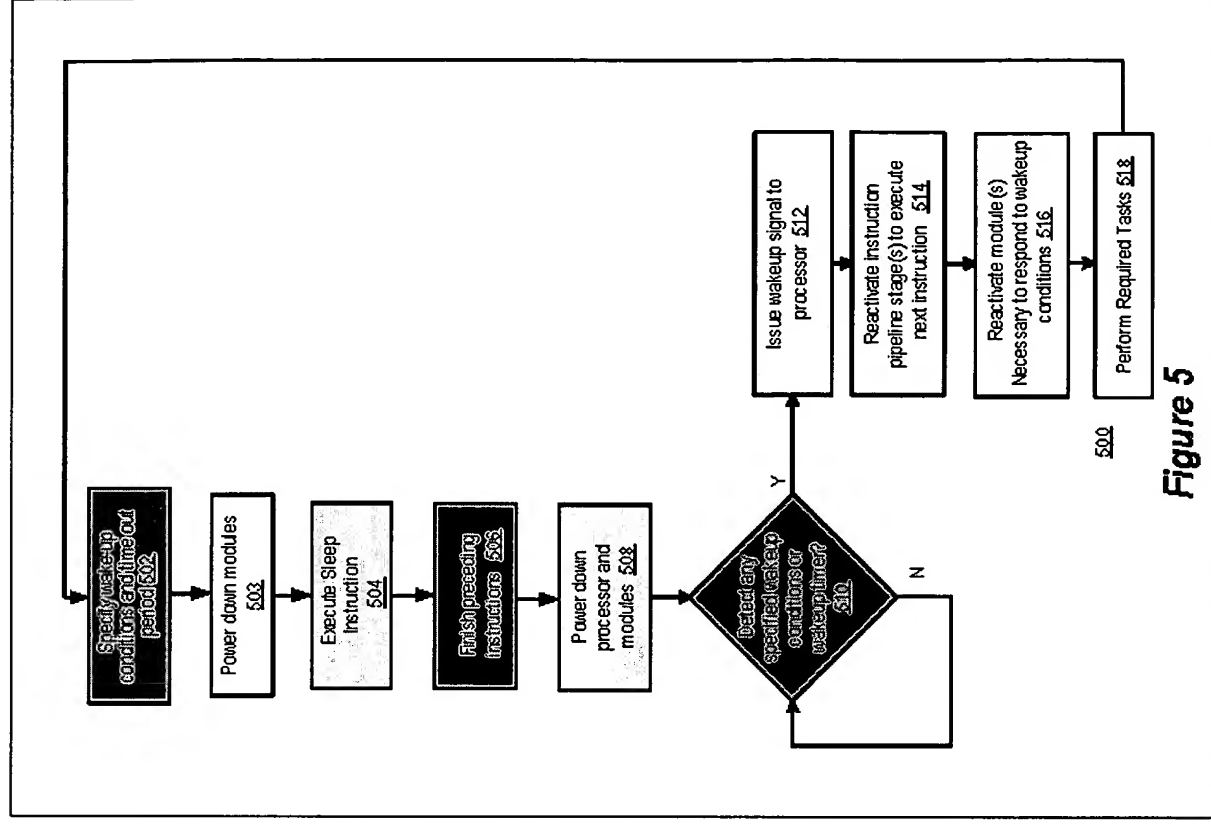 Specify wake-up
conditions and time out
period 502
Power down modules
503
Execute Sleep
Instruction
504
Finish preceding
instructions 506
Power down
processor and
modules 508
Detect any
specified wakeup
conditions or
wakeup timer?
510
Y
N
Issue wakeup signal to
processor 512
Reactivate instruction
pipeline stage(s) to execute
next instruction 514
Reactivate module(s)
Necessary to respond to wakeup
conditions 516
Perform Required Tasks 518
500
Figure 5